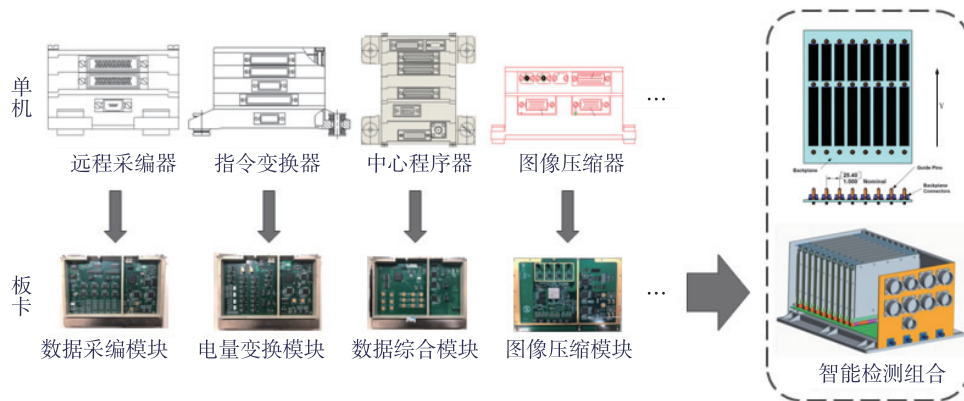 单机
远程采编器
指令变换器
中心程序器
图像压缩器
...
Y
Backplane
Guide Pins
25.40
1.000
Nominal
Backplane
Connectors
板卡
数据采编模块
电量变换模块
数据综合模块
图像压缩模块
...
智能检测组合